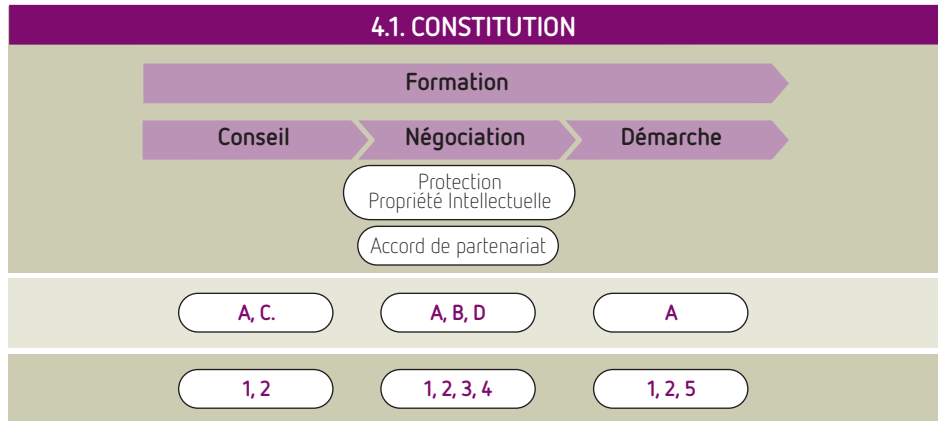 4.1. CONSTITUTION
Formation
Conseil
Négociation
Démarche
Protection
Propriété Intellectuelle
Accord de partenariat
A, C.
A, B, D
A
1, 2
1, 2, 3, 4
1, 2, 5